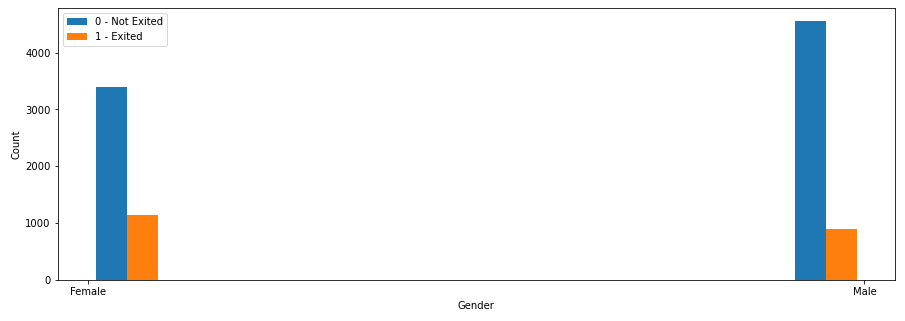 0 - Not Exited
1 - Exited
Count
4000
3000
2000
1000
0
Female
Male
Gender